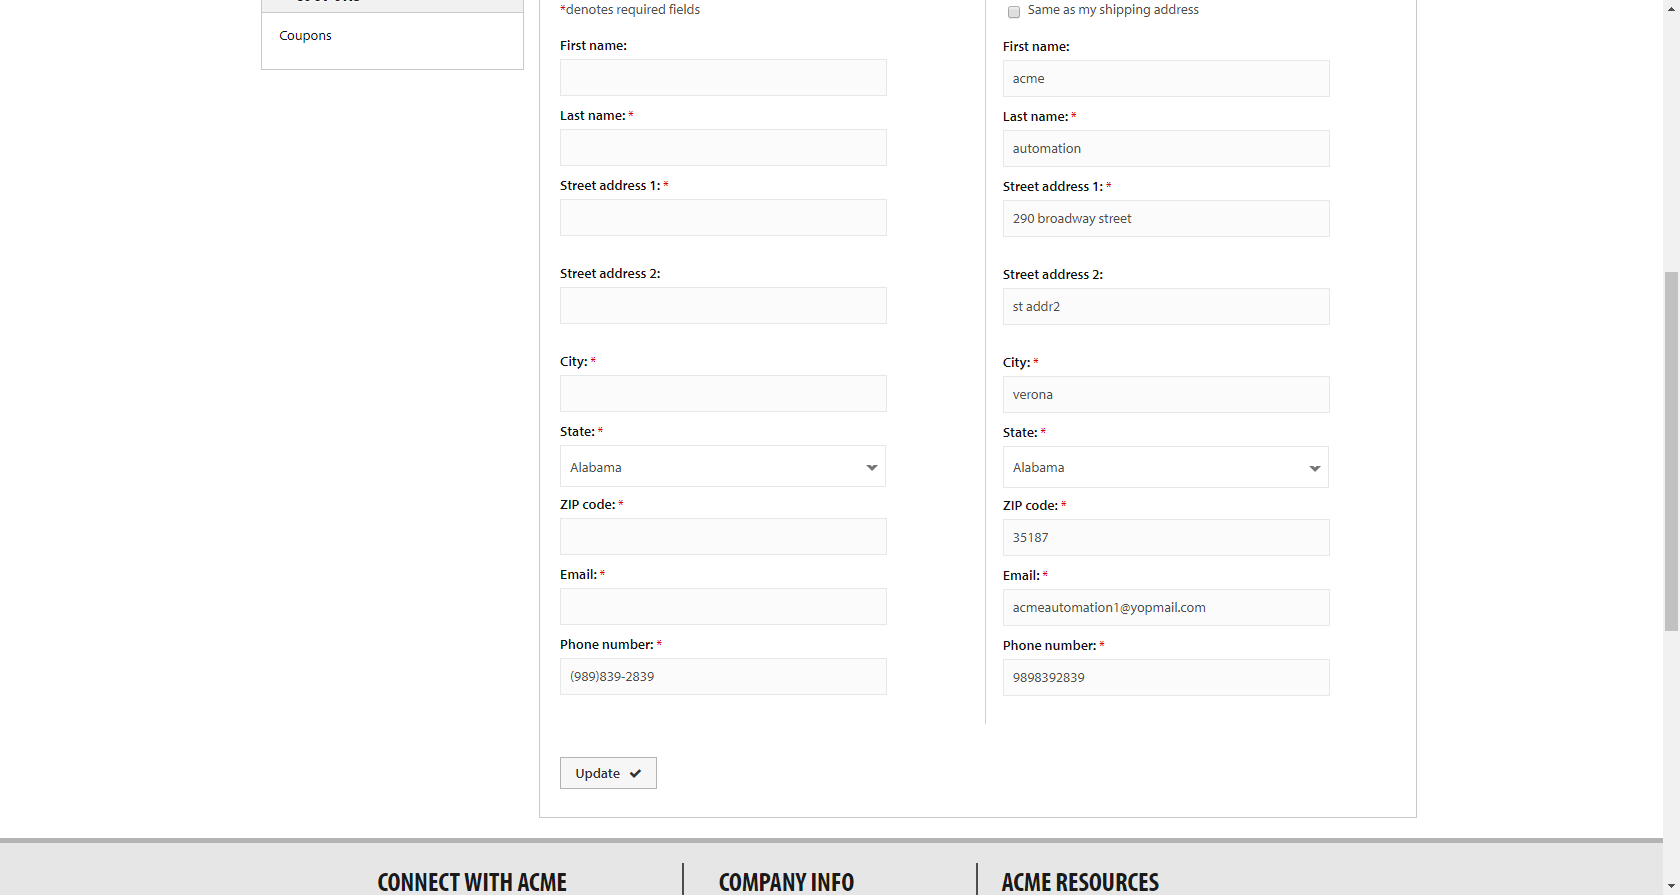 Coupons
*denotes required fields
First name:
Last name: *
Street address 1: *
Street address 2:
City: *
State: *
Alabama
ZIP code: *
Email: *
Phone number: *
(989)839-2839
Update
Same as my shipping address
First name:
acme
Last name: *
automation
Street address 1: *
290 broadway street
Street address 2:
st addr2
City: *
verona
State: *
Alabama
ZIP code: *
35187
Email: *
acmeautomation1@yopmail.com
Phone number: *
9898392839
CONNECT WITH ACME
COMPANY INFO
ACME RESOURCES